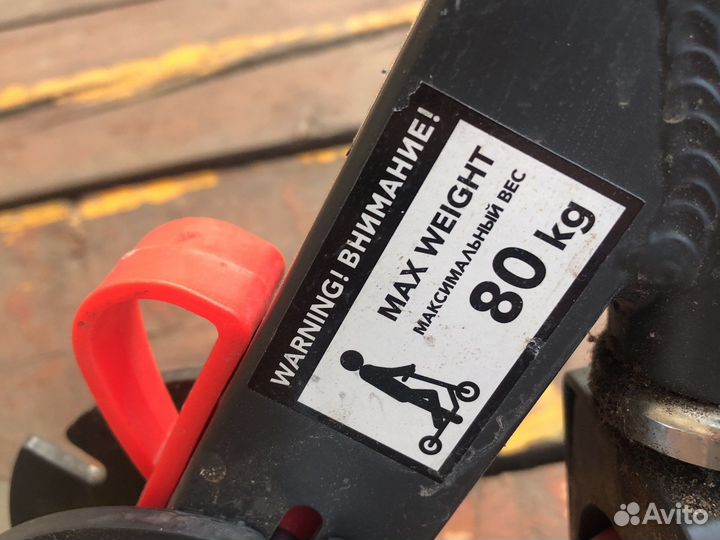 WARNING! ВНИМАНИЕ!
MAX WEIGHT
МАКСИМАЛЬНЫЙ ВЕС
80 kg
Avito